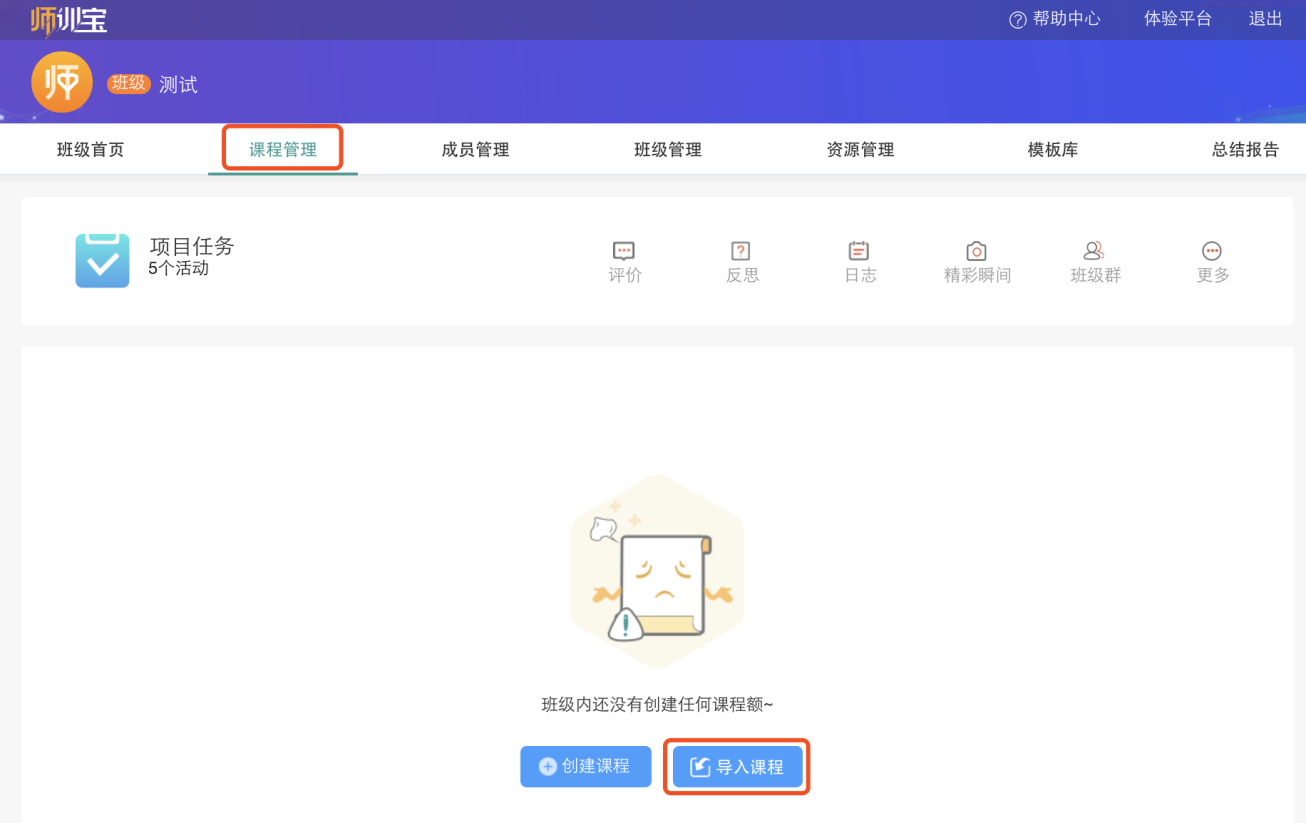 师训宝
帮助中心 体验平台 退出
师 班级 测试
班级首页 课程管理 成员管理 班级管理 资源管理 模板库 总结报告
项目任务
5个活动
评价 反思 日志 精彩瞬间 班级群 更多
班级内还没有创建任何课程额~
创建课程 导入课程